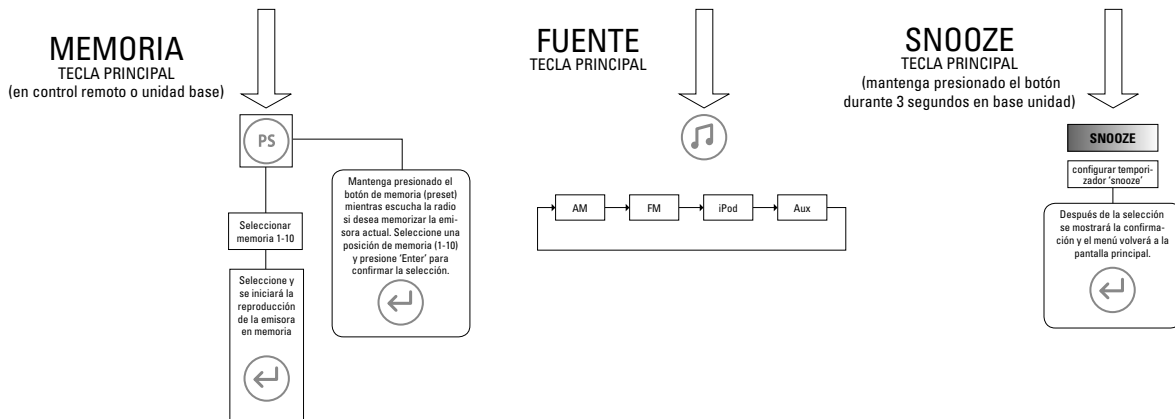 MEMORIA
TECLA PRINCIPAL
(en control remoto o unidad base)
PS
Seleccionar
memoria 1-10
Seleccione y
se iniciará la
reproducción
de la emisora
en memoria
Mantenga presionado el
botón de memoria (preset)
mientras escucha la radio
si desea memorizar la emi-
sora actual. Seleccione una
posición de memoria (1-10)
y presione ‘Enter’ para
confirmar la selección.
FUENTE
TECLA PRINCIPAL
AM
FM
iPod
Aux
SNOOZE
TECLA PRINCIPAL
(mantenga presionado el botón
durante 3 segundos en base unidad)
SNOOZE
configurar tempori-
zador ‘snooze’
Después de la selección
se mostrará la confirma-
ción y el menú volverá a la
pantalla principal.